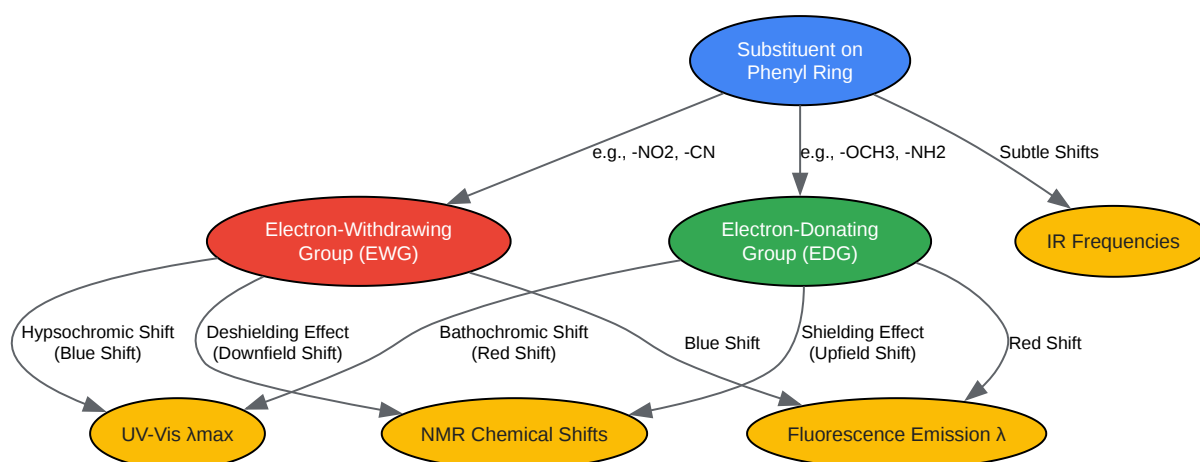 Substituent on
Phenyl Ring
e.g., -NO2, -CN
e.g., -OCH3, -NH2
Subtle Shifts
Electron-Withdrawing
Group (EWG)
Electron-Donating
Group (EDG)
IR Frequencies
Hypsochromic Shift
(Blue Shift)
Deshielding Effect
(Downfield Shift)
Bathochromic Shift
(Red Shift)
Blue Shift
Shielding Effect
(Upfield Shift)
Red Shift
UV-Vis λmax
NMR Chemical Shifts
Fluorescence Emission λ